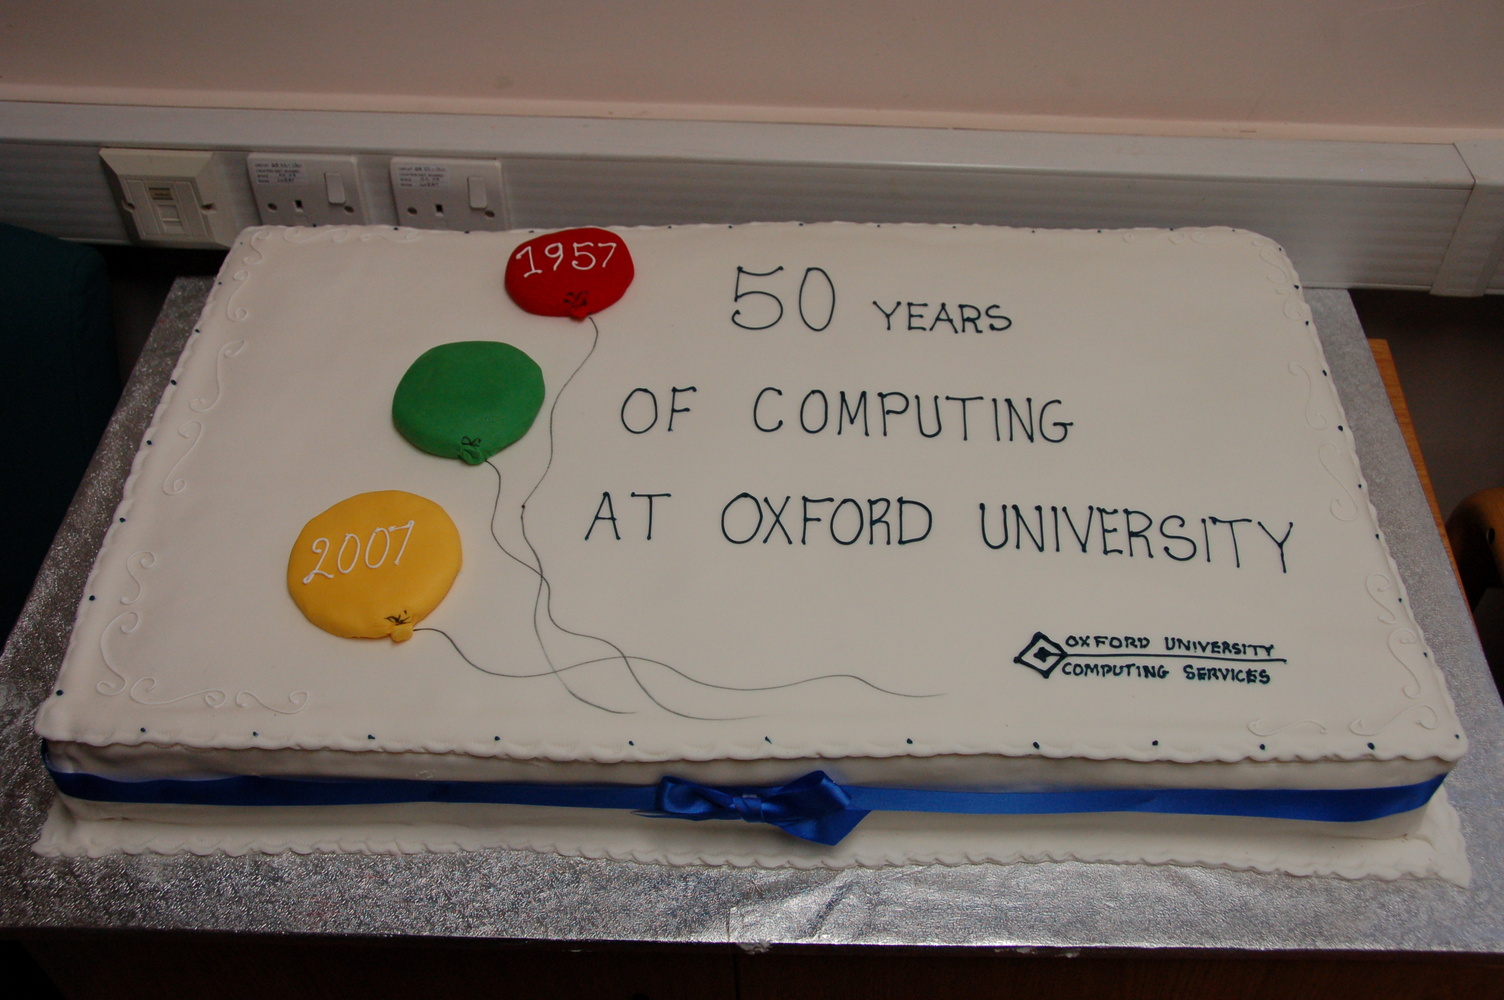 1957
50 YEARS
OF COMPUTING
AT OXFORD UNIVERSITY
2007
OXFORD UNIVERSITY
COMPUTING SERVICES